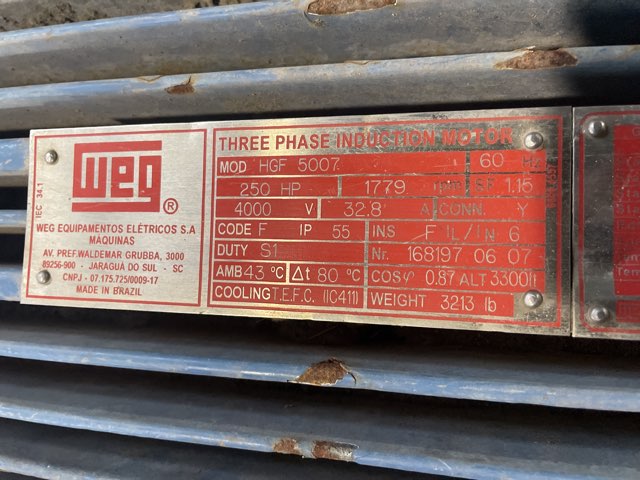 IEC 34.1
WEG ®
WEG EQUIPAMENTOS ELÉTRICOS S.A
MÁQUINAS
AV. PREF.WALDEMAR GRUBBA, 3000
89256-900 - JARAGUÁ DO SUL - SC
CNPJ - 07.175.725/0009-17
MADE IN BRAZIL
THREE PHASE INDUCTION MOTOR
MOD HGF 5007 60 Hz
250 HP 1779 rpm S.F. 1.15
4000 V 32.8 A CONN. Y
CODE F IP 55 INS F IL/IN 6
DUTY S1 Nr. 168197 06 07
AMB 43 °C Δt 80 °C COSφ 0.87 ALT 3300ft
COOLING T.E.F.C. (IC411) WEIGHT 3213 lb